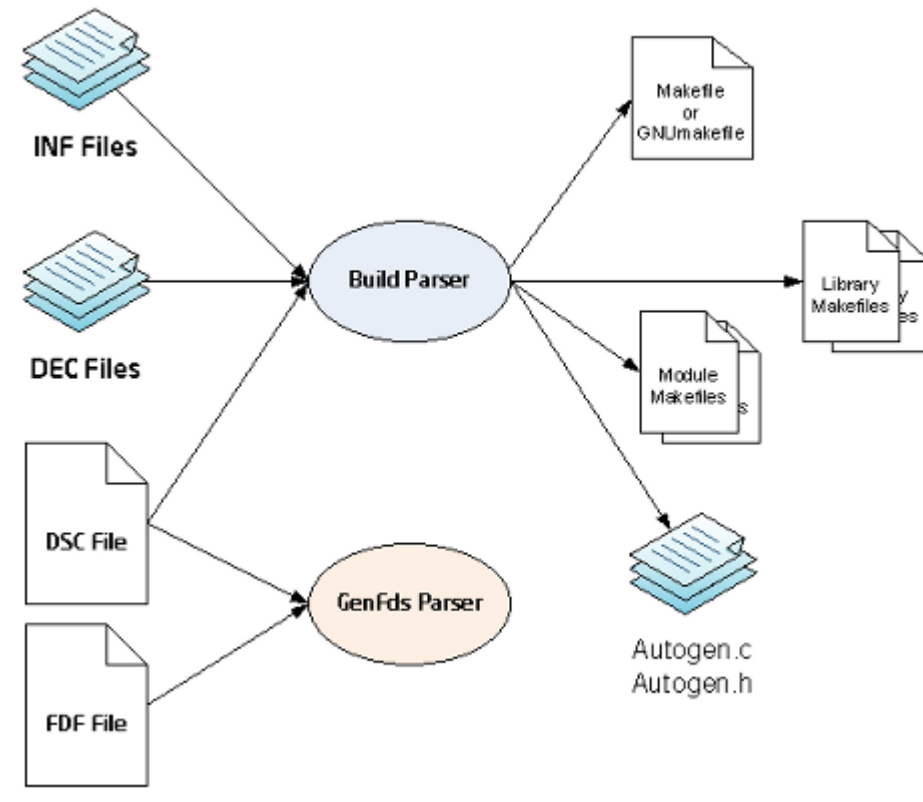 INF Files
DEC Files
DSC File
FDF File
Build Parser
GenFds Parser
Makefile
or
GNUmakefile
Library
Makefiles
y
es
Module
Makefiles
s
Autogen.c
Autogen.h